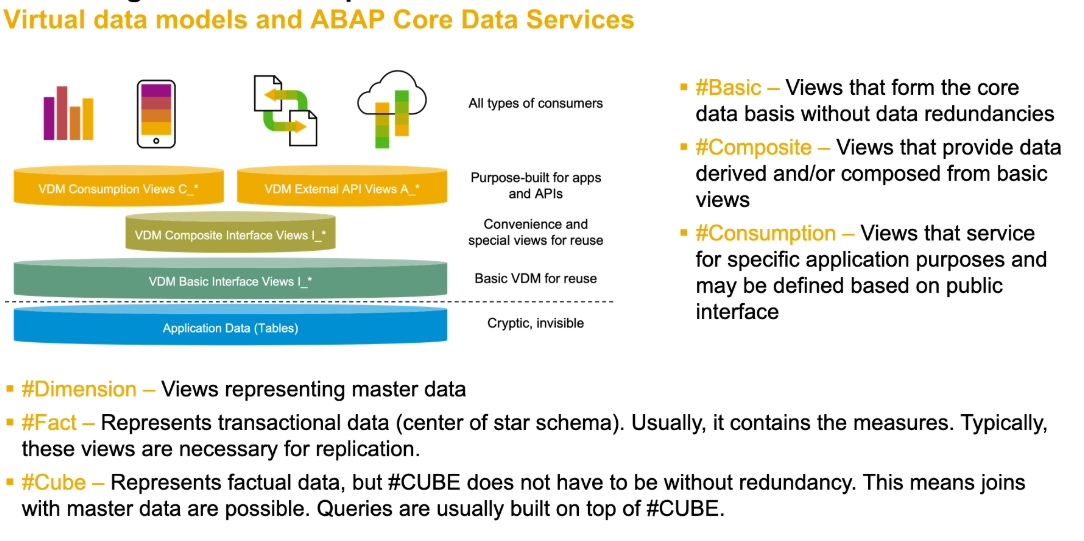 Virtual data models and ABAP Core Data Services
All types of consumers
VDM Consumption Views C_*
VDM External API Views A_*
Purpose-built for apps
and APIs
VDM Composite Interface Views I_*
Convenience and
special views for reuse
VDM Basic Interface Views I_*
Basic VDM for reuse
Application Data (Tables)
Cryptic, invisible
▪ #Basic – Views that form the core
data basis without data redundancies
▪ #Composite – Views that provide data
derived and/or composed from basic
views
▪ #Consumption – Views that service
for specific application purposes and
may be defined based on public
interface
▪ #Dimension – Views representing master data
▪ #Fact – Represents transactional data (center of star schema). Usually, it contains the measures. Typically,
these views are necessary for replication.
▪ #Cube – Represents factual data, but #CUBE does not have to be without redundancy. This means joins
with master data are possible. Queries are usually built on top of #CUBE.